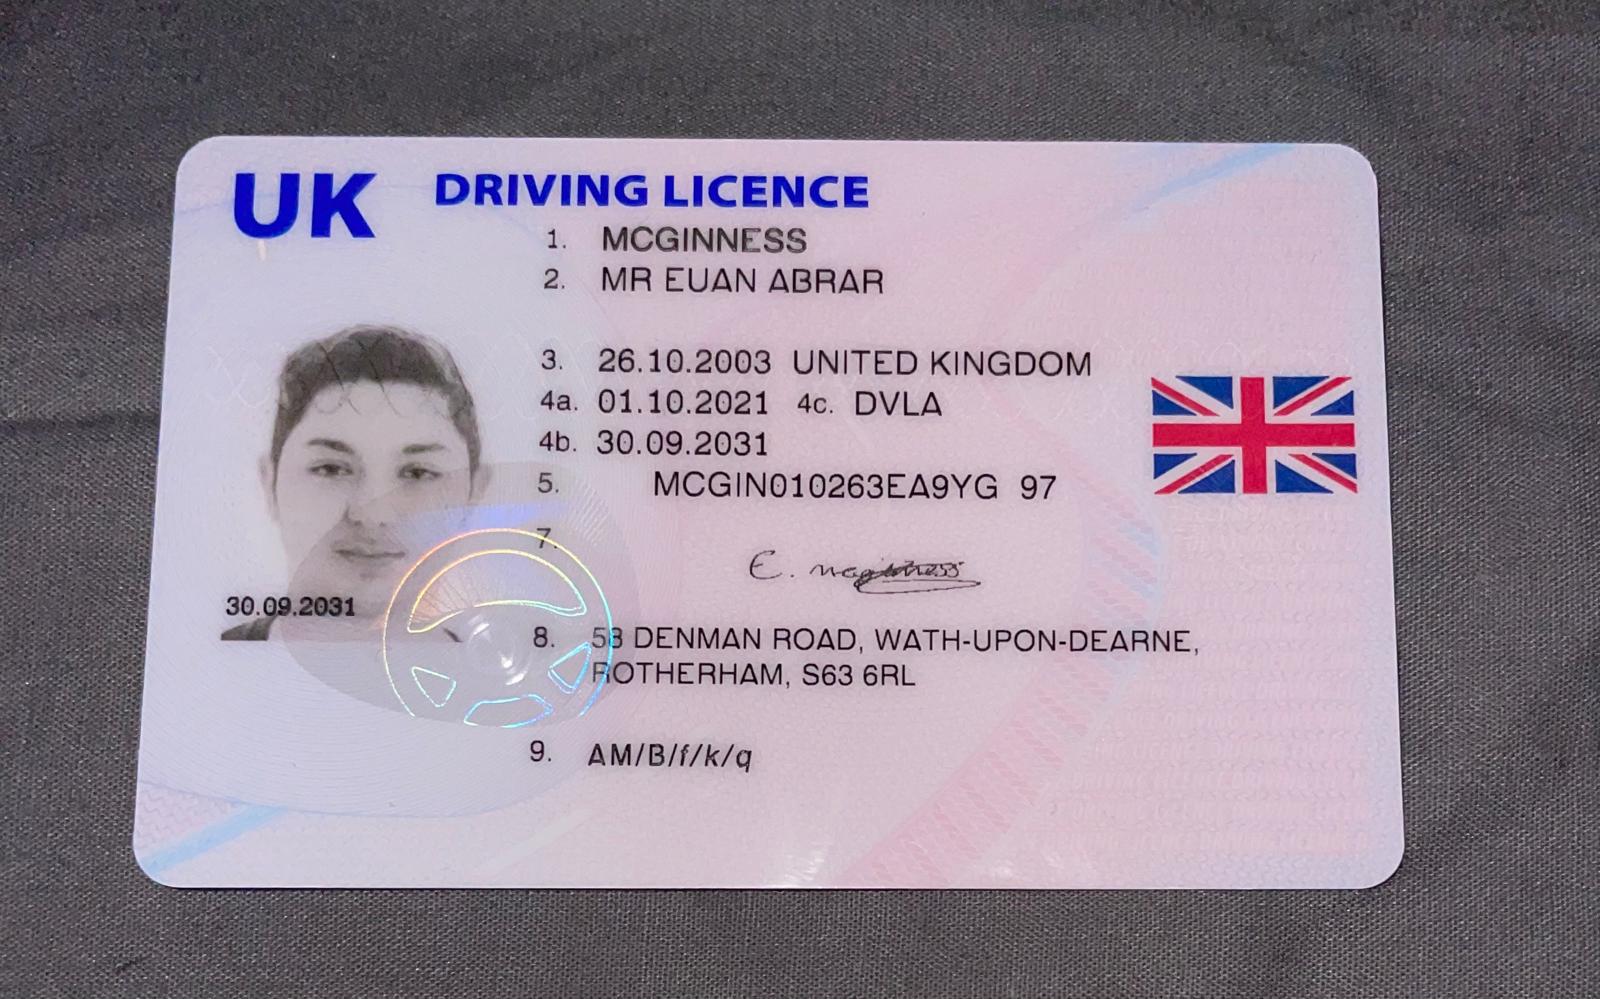 UK DRIVING LICENCE
1. MCGINNESS
2. MR EUAN ABRAR
3. 26.10.2003 UNITED KINGDOM
4a. 01.10.2021 4c. DVLA
4b. 30.09.2031
5. MCGIN010263EA9YG 97
7. E. mcginness
30.09.2031
8. 58 DENMAN ROAD, WATH-UPON-DEARNE,
ROTHERHAM, S63 6RL
9. AM/B/f/k/q